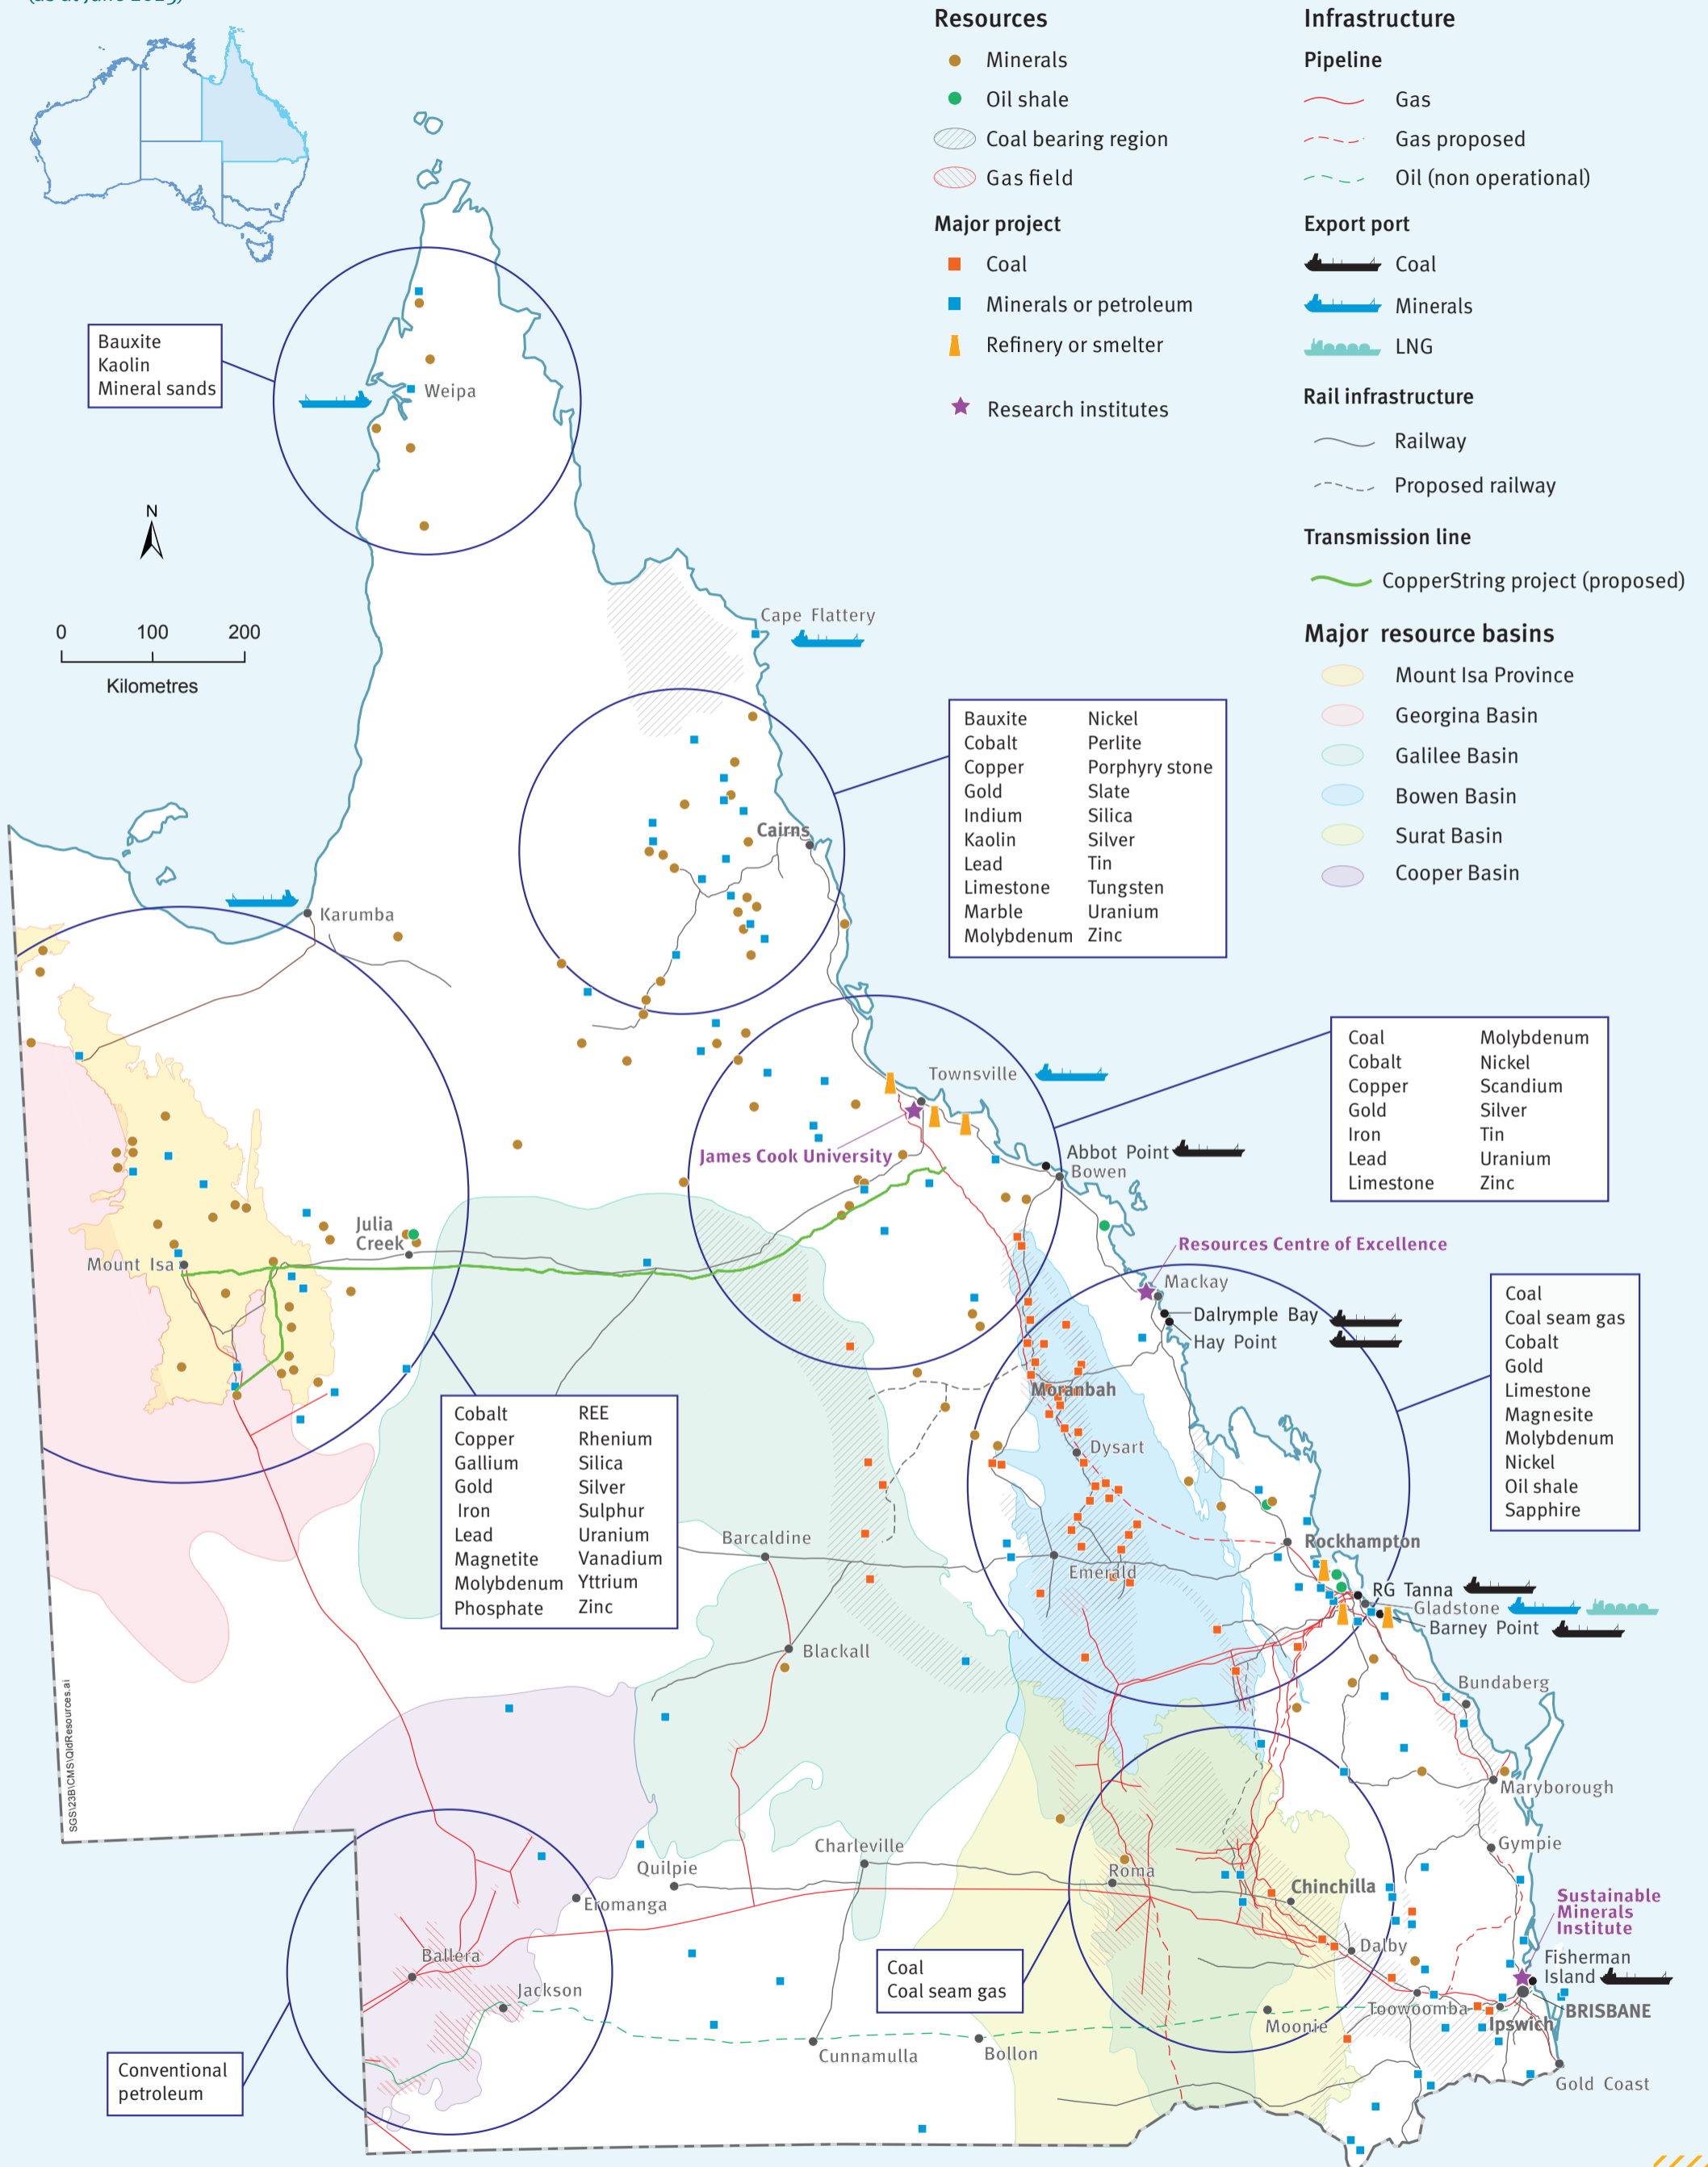 (as at June 2023)
Resources
Minerals
Oil shale
Coal bearing region
Gas field
Major project
Coal
Minerals or petroleum
Refinery or smelter
Research institutes
Infrastructure
Pipeline
Gas
Gas proposed
Oil (non operational)
Export port
Coal
Minerals
LNG
Rail infrastructure
Railway
Proposed railway
Transmission line
CopperString project (proposed)
Major resource basins
Mount Isa Province
Georgina Basin
Galilee Basin
Bowen Basin
Surat Basin
Cooper Basin
Bauxite
Kaolin
Mineral sands
Weipa
N
0 100 200
Kilometres
Cape Flattery
Bauxite Nickel
Cobalt Perlite
Copper Porphyry stone
Gold Slate
Indium Silica
Kaolin Silver
Lead Tin
Limestone Tungsten
Marble Uranium
Molybdenum Zinc
Cairns
Karumba
Coal Molybdenum
Cobalt Nickel
Copper Scandium
Gold Silver
Iron Tin
Lead Uranium
Limestone Zinc
Townsville
James Cook University
Abbot Point
Bowen
Julia
Creek
Mount Isa
Resources Centre of Excellence
Mackay
Dalrymple Bay
Hay Point
Coal
Coal seam gas
Cobalt
Gold
Limestone
Magnesite
Molybdenum
Nickel
Oil shale
Sapphire
Moranbah
Dysart
Cobalt REE
Copper Rhenium
Gallium Silica
Gold Silver
Iron Sulphur
Lead Uranium
Magnetite Vanadium
Molybdenum Yttrium
Phosphate Zinc
Barcaldine
Emerald
Rockhampton
RG Tanna
Gladstone
Barney Point
Blackall
Bundaberg
SGS\23B\CMS\QldResources.ai
Maryborough
Gympie
Charleville
Quilpie
Roma
Chinchilla
Eromanga
Sustainable
Minerals
Institute
Ballera
Dalby
Fisherman
Island
Coal
Coal seam gas
Jackson
Toowoomba
BRISBANE
Ipswich
Moonie
Cunnamulla
Bollon
Conventional
petroleum
Gold Coast